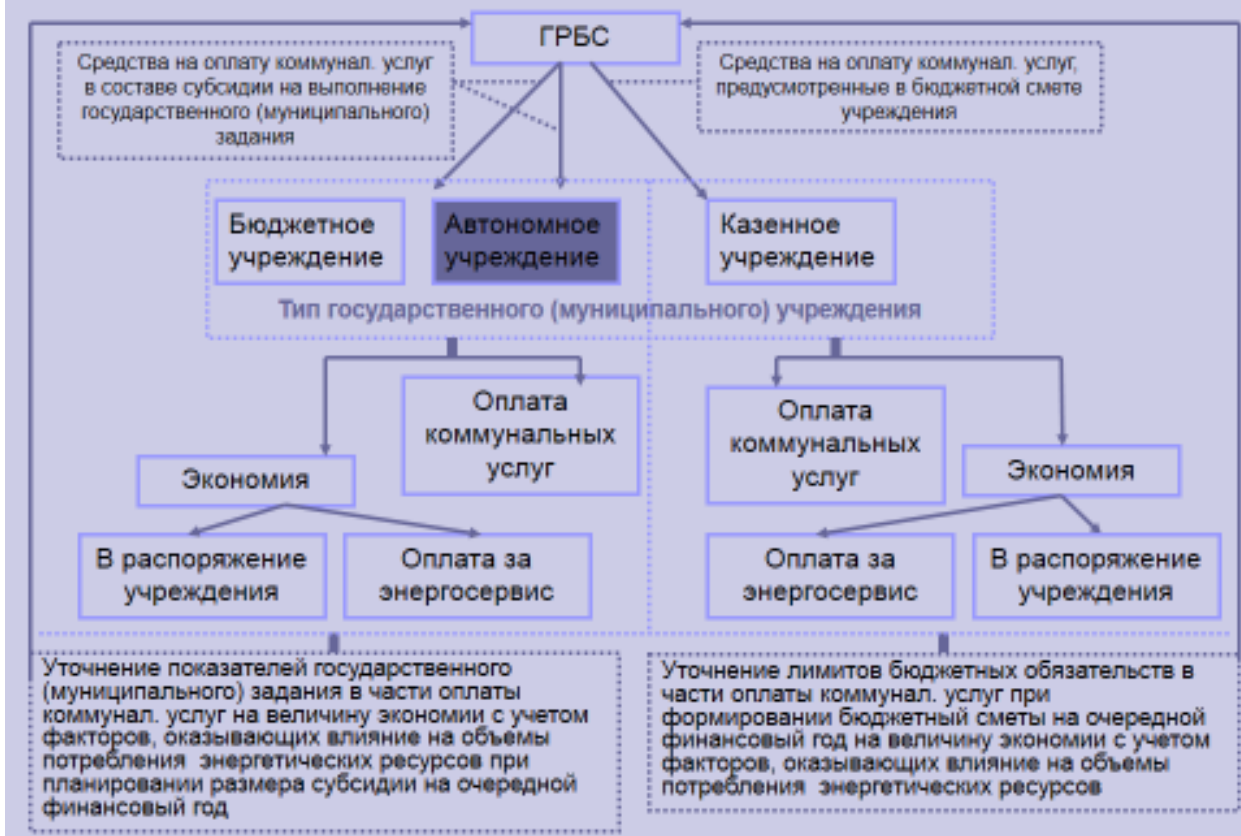 ГРБС
Средства на оплату коммунал. услуг
в составе субсидии на выполнение
государственного (муниципального)
задания
Средства на оплату коммунал. услуг,
предусмотренные в бюджетной смете
учреждения
Бюджетное
учреждение
Автономное
учреждение
Казенное
учреждение
Тип государственного (муниципального) учреждения
Оплата
коммунальных
услуг
Экономия
Оплата
коммунальных
услуг
Экономия
В распоряжение
учреждения
Оплата за
энергосервис
Оплата за
энергосервис
В распоряжение
учреждения
Уточнение показателей государственного
(муниципального) задания в части оплаты
коммунал. услуг на величину экономии с учетом
факторов, оказывающих влияние на объемы
потребления энергетических ресурсов при
планировании размера субсидии на очередной
финансовый год
Уточнение лимитов бюджетных обязательств в
части оплаты коммунал. услуг при
формировании бюджетный сметы на очередной
финансовый год на величину экономии с учетом
факторов, оказывающих влияние на объемы
потребления энергетических ресурсов